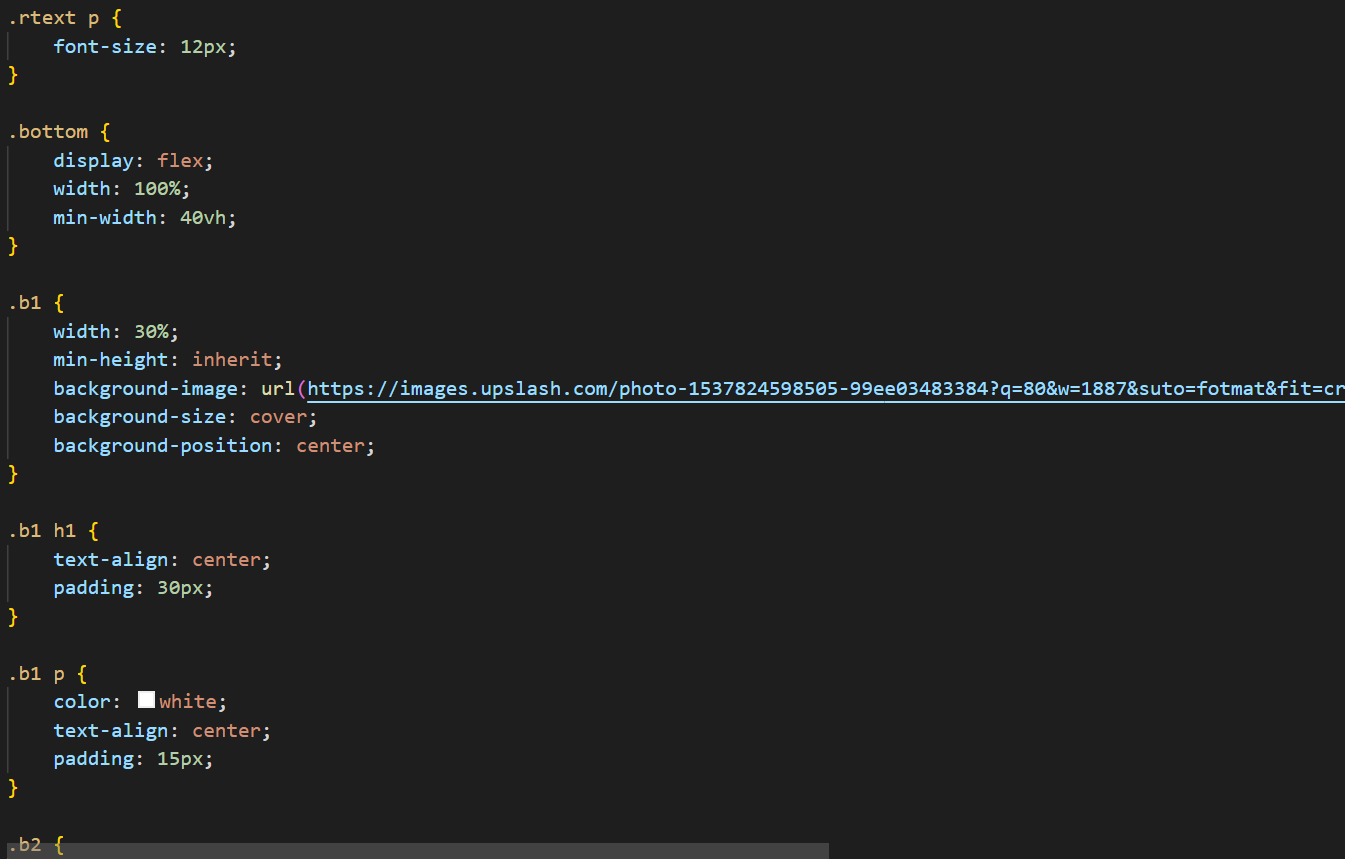 .rtext p {
    font-size: 12px;
}

.bottom {
    display: flex;
    width: 100%;
    min-width: 40vh;
}

.b1 {
    width: 30%;
    min-height: inherit;
    background-image: url(https://images.upslash.com/photo-1537824598505-99ee03483384?q=80&w=1887&suto=fotmat&fit=cr
    background-size: cover;
    background-position: center;
}

.b1 h1 {
    text-align: center;
    padding: 30px;
}

.b1 p {
    color: white;
    text-align: center;
    padding: 15px;
}

.b2 {